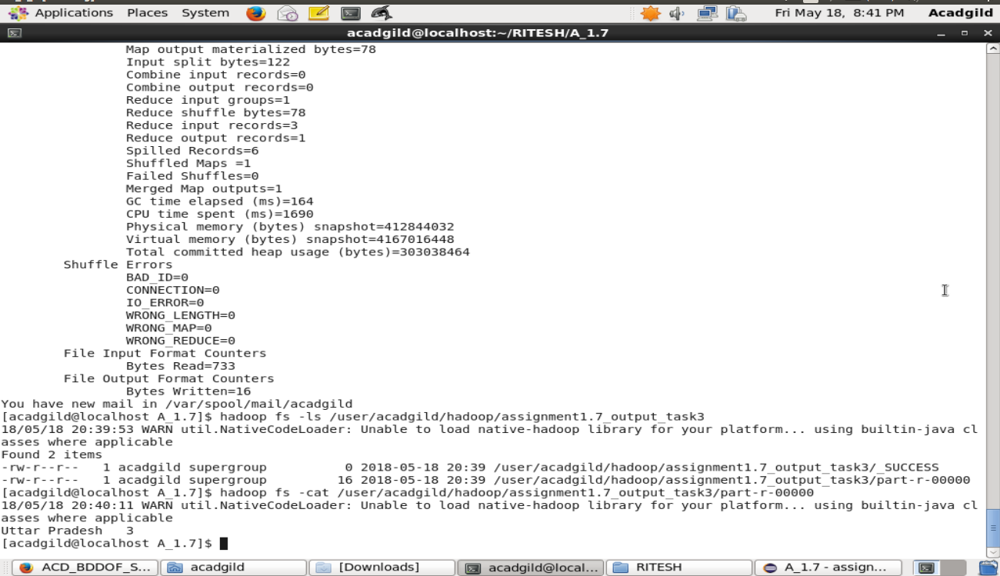 Applications Places System Fri May 18, 8:41 PM Acadgild
acadgild@localhost:~/RITESH/A_1.7
Map output materialized bytes=78
Input split bytes=122
Combine input records=0
Combine output records=0
Reduce input groups=1
Reduce shuffle bytes=78
Reduce input records=3
Reduce output records=1
Spilled Records=6
Shuffled Maps =1
Failed Shuffles=0
Merged Map outputs=1
GC time elapsed (ms)=164
CPU time spent (ms)=1690
Physical memory (bytes) snapshot=412844032
Virtual memory (bytes) snapshot=4167016448
Total committed heap usage (bytes)=303038464
Shuffle Errors
BAD_ID=0
CONNECTION=0
IO_ERROR=0
WRONG_LENGTH=0
WRONG_MAP=0
WRONG_REDUCE=0
File Input Format Counters
Bytes Read=733
File Output Format Counters
Bytes Written=16
You have new mail in /var/spool/mail/acadgild
[acadgild@localhost A_1.7]$ hadoop fs -ls /user/acadgild/hadoop/assignment1.7_output_task3
18/05/18 20:39:53 WARN util.NativeCodeLoader: Unable to load native-hadoop library for your platform... using builtin-java cl
asses where applicable
Found 2 items
-rw-r--r--   1 acadgild supergroup          0 2018-05-18 20:39 /user/acadgild/hadoop/assignment1.7_output_task3/_SUCCESS
-rw-r--r--   1 acadgild supergroup         16 2018-05-18 20:39 /user/acadgild/hadoop/assignment1.7_output_task3/part-r-00000
[acadgild@localhost A_1.7]$ hadoop fs -cat /user/acadgild/hadoop/assignment1.7_output_task3/part-r-00000
18/05/18 20:40:11 WARN util.NativeCodeLoader: Unable to load native-hadoop library for your platform... using builtin-java cl
asses where applicable
Uttar Pradesh   3
[acadgild@localhost A_1.7]$
ACD_BDDOF_S... acadgild [Downloads] acadgild@local... RITESH A_1.7 - assign...